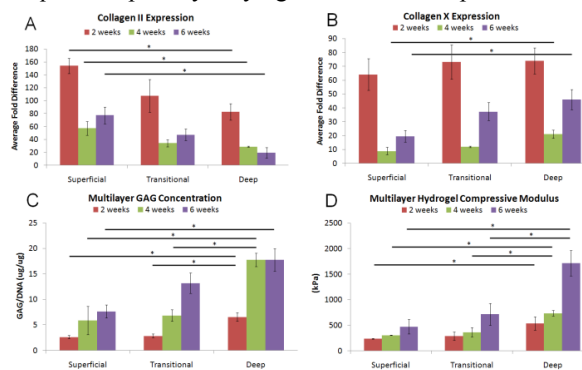 A
Collagen II Expression
2 weeks 4 weeks 6 weeks
Average Fold Difference
200
180
160
140
120
100
80
60
40
20
0
*
*
*
Superficial Transitional Deep
B
Collagen X Expression
2 weeks 4 weeks 6 weeks
Average Fold Difference
100
90
80
70
60
50
40
30
20
10
0
*
*
Superficial Transitional Deep
C
Multilayer GAG Concentration
2 weeks 4 weeks 6 weeks
GAG/DNA (ug/ug)
25
20
15
10
5
0
*
*
*
*
*
Superficial Transitional Deep
D
Multilayer Hydrogel Compressive Modulus
2 weeks 4 weeks 6 weeks
(kPa)
2500
2000
1500
1000
500
0
*
*
*
*
*
Superficial Transitional Deep